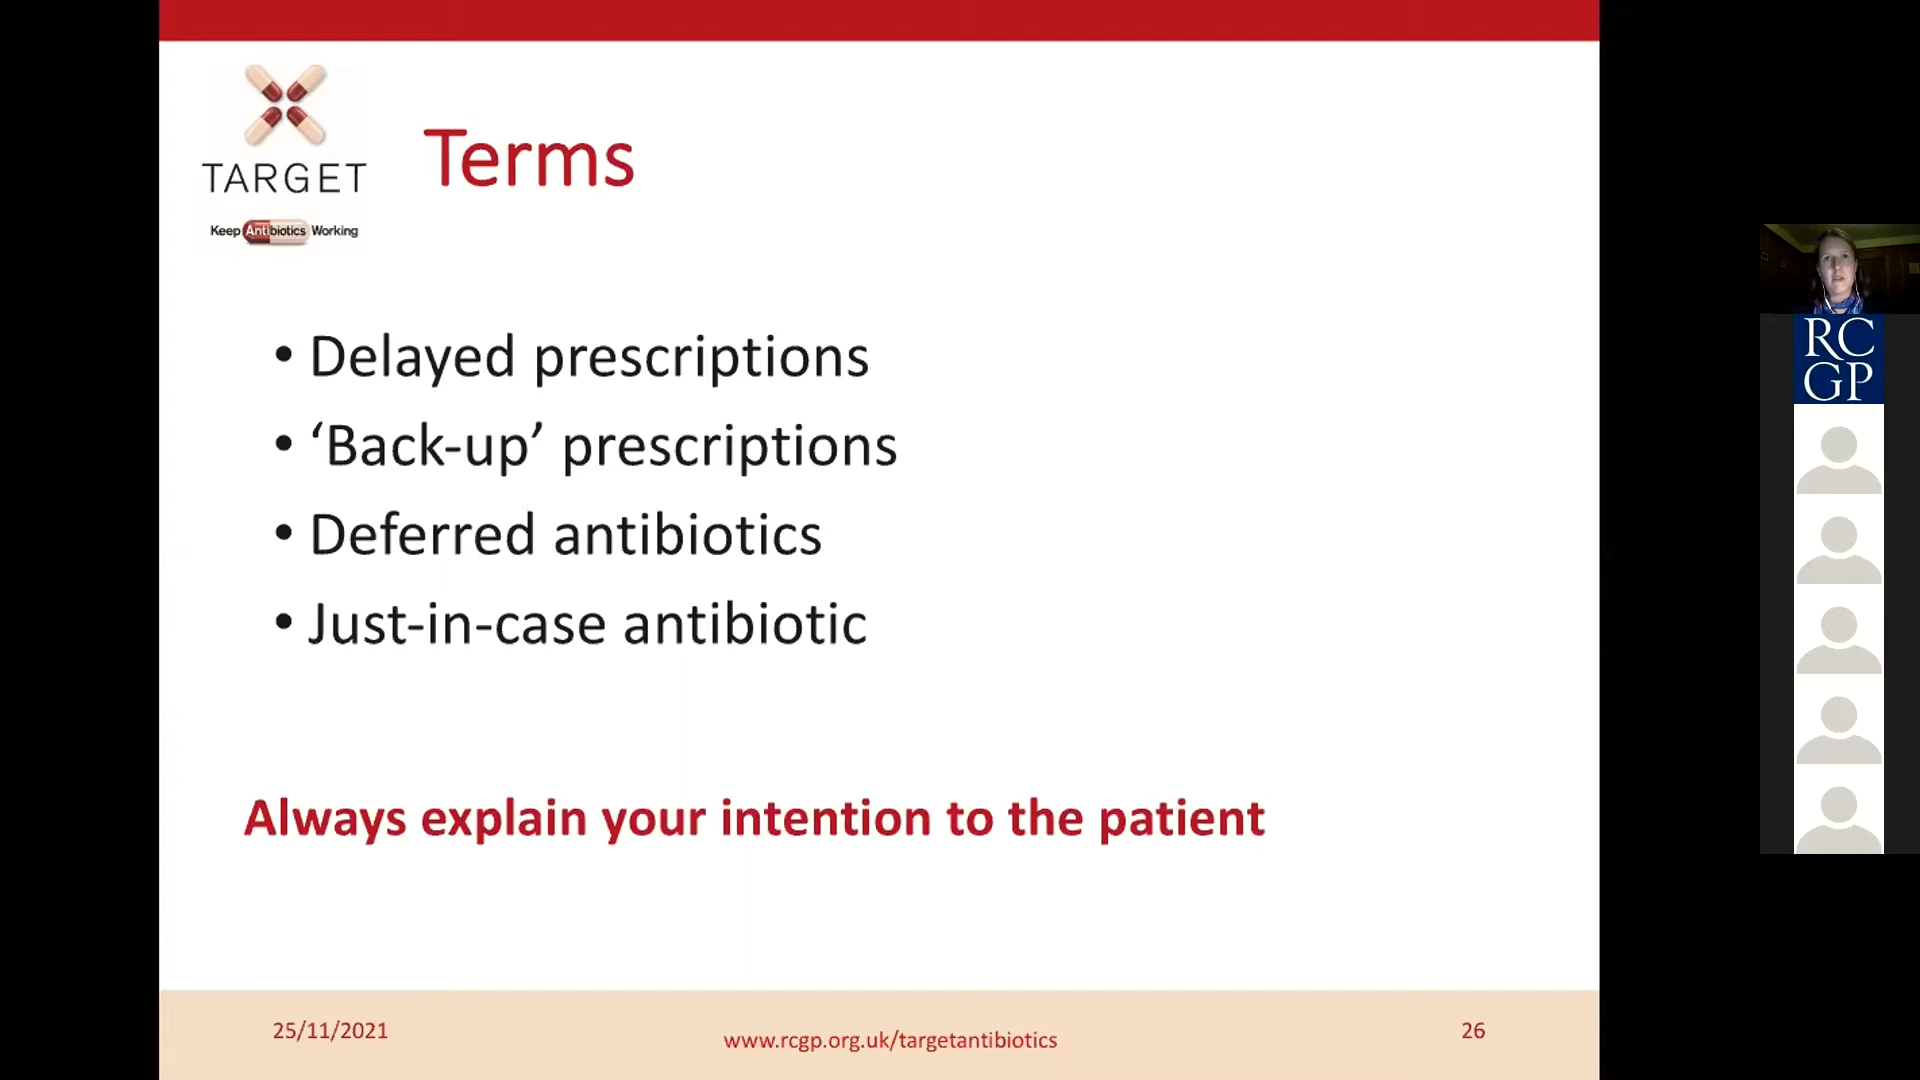 TARGET
Keep Antibiotics Working
Terms
• Delayed prescriptions
• ‘Back-up’ prescriptions
• Deferred antibiotics
• Just-in-case antibiotic
Always explain your intention to the patient
25/11/2021
www.rcgp.org.uk/targetantibiotics
26
RC
GP